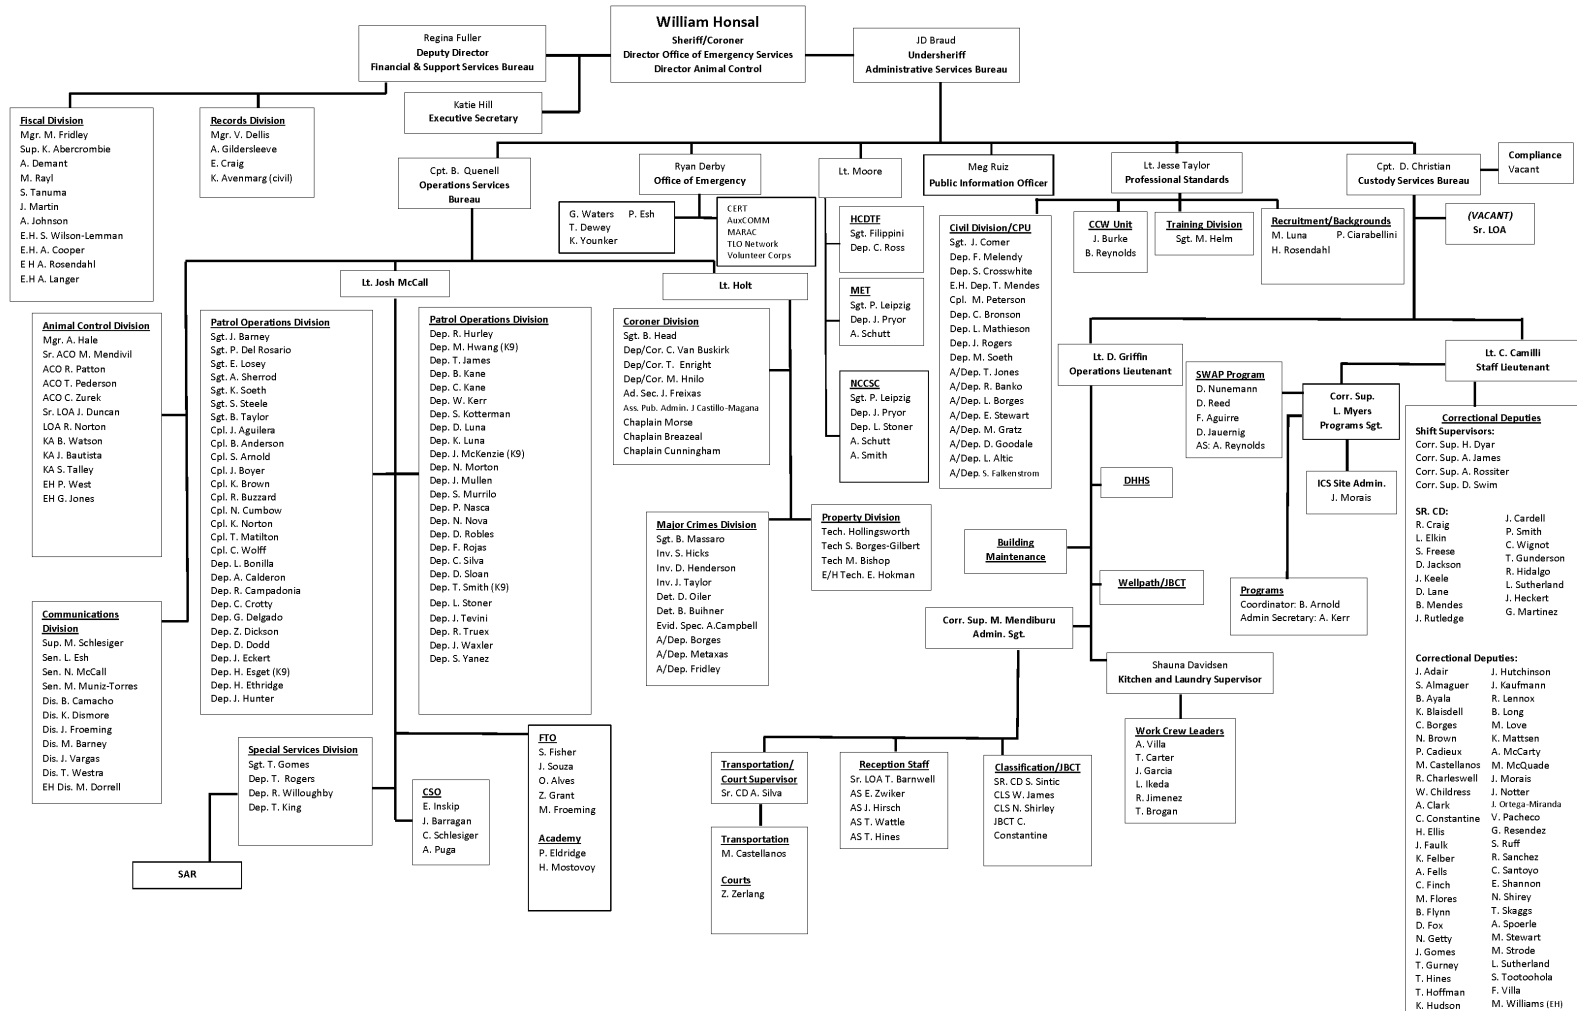 William Honsal
Sheriff/Coroner
Director Office of Emergency Services
Director Animal Control
Regina Fuller
Deputy Director
Financial & Support Services Bureau
JD Braud
Undersheriff
Administrative Services Bureau
Katie Hill
Executive Secretary
Fiscal Division
Mgr. M. Fridley
Sup. K. Abercrombie
A. Demant
M. Rayl
S. Tanuma
J. Martin
A. Johnson
E.H. S. Wilson-Lemman
E.H. A. Cooper
E H A. Rosendahl
E.H A. Langer
Records Division
Mgr. V. Dellis
A. Gildersleeve
E. Craig
K. Avenmarg (civil)
Cpt. B. Quenell
Operations Services
Bureau
Ryan Derby
Office of Emergency
Lt. Moore
Meg Ruiz
Public Information Officer
Lt. Jesse Taylor
Professional Standards
Cpt. D. Christian
Custody Services Bureau
Compliance
Vacant
(VACANT)
Sr. LOA
G. Waters P. Esh
T. Dewey
K. Younker
CERT
AuxCOMM
MARAC
TLO Network
Volunteer Corps
HCDTF
Sgt. Filippini
Dep. C. Ross
MET
Sgt. P. Leipzig
Dep. J. Pryor
A. Schutt
NCCSC
Sgt. P. Leipzig
Dep. J. Pryor
Dep. L. Stoner
A. Schutt
A. Smith
Civil Division/CPU
Sgt. J. Comer
Dep. F. Melendy
Dep. S. Crosswhite
E.H. Dep. T. Mendes
Cpl. M. Peterson
Dep. C. Bronson
Dep. L. Mathieson
Dep. J. Rogers
Dep. M. Soeth
A/Dep. T. Jones
A/Dep. R. Banko
A/Dep. L. Borges
A/Dep. E. Stewart
A/Dep. M. Gratz
A/Dep. D. Goodale
A/Dep. L. Altic
A/Dep. S. Falkenstrom
CCW Unit
J. Burke
B. Reynolds
Training Division
Sgt. M. Helm
Recruitment/Backgrounds
M. Luna P. Ciarabellini
H. Rosendahl
Lt. Josh McCall
Lt. Holt
Animal Control Division
Mgr. A. Hale
Sr. ACO M. Mendivil
ACO R. Patton
ACO T. Pederson
ACO C. Zurek
Sr. LOA J. Duncan
LOA R. Norton
KA B. Watson
KA J. Bautista
KA S. Talley
EH P. West
EH G. Jones
Patrol Operations Division
Sgt. J. Barney
Sgt. P. Del Rosario
Sgt. E. Losey
Sgt. A. Sherrod
Sgt. K. Soeth
Sgt. S. Steele
Sgt. B. Taylor
Cpl. J. Aguilera
Cpl. B. Anderson
Cpl. S. Arnold
Cpl. J. Boyer
Cpl. K. Brown
Cpl. R. Buzzard
Cpl. N. Cumbow
Cpl. K. Norton
Cpl. T. Matilton
Cpl. C. Wolff
Dep. L. Bonilla
Dep. A. Calderon
Dep. R. Campadonia
Dep. C. Crotty
Dep. G. Delgado
Dep. Z. Dickson
Dep. D. Dodd
Dep. J. Eckert
Dep. H. Esget (K9)
Dep. H. Ethridge
Dep. J. Hunter
Patrol Operations Division
Dep. R. Hurley
Dep. M. Hwang (K9)
Dep. T. James
Dep. B. Kane
Dep. C. Kane
Dep. W. Kerr
Dep. S. Kotterman
Dep. D. Luna
Dep. K. Luna
Dep. J. McKenzie (K9)
Dep. N. Morton
Dep. J. Mullen
Dep. S. Murrilo
Dep. P. Nasca
Dep. N. Nova
Dep. D. Robles
Dep. F. Rojas
Dep. C. Silva
Dep. D. Sloan
Dep. T. Smith (K9)
Dep. L. Stoner
Dep. J. Tevini
Dep. R. Truex
Dep. J. Waxler
Dep. S. Yanez
Coroner Division
Sgt. B. Head
Dep/Cor. C. Van Buskirk
Dep/Cor. T. Enright
Dep/Cor. M. Hnilo
Ad. Sec. J. Freixas
Ass. Pub. Admin. J Castillo-Magana
Chaplain Morse
Chaplain Breazeal
Chaplain Cunningham
Major Crimes Division
Sgt. B. Massaro
Inv. S. Hicks
Inv. D. Henderson
Inv. J. Taylor
Det. D. Oiler
Det. B. Buihner
Evid. Spec. A.Campbell
A/Dep. Borges
A/Dep. Metaxas
A/Dep. Fridley
Property Division
Tech. Hollingsworth
Tech S. Borges-Gilbert
Tech M. Bishop
E/H Tech. E. Hokman
Communications
Division
Sup. M. Schlesiger
Sen. L. Esh
Sen. N. McCall
Sen. M. Muniz-Torres
Dis. B. Camacho
Dis. K. Dismore
Dis. J. Froeming
Dis. M. Barney
Dis. J. Vargas
Dis. T. Westra
EH Dis. M. Dorrell
Special Services Division
Sgt. T. Gomes
Dep. T. Rogers
Dep. R. Willoughby
Dep. T. King
SAR
CSO
E. Inskip
J. Barragan
C. Schlesiger
A. Puga
FTO
S. Fisher
J. Souza
O. Alves
Z. Grant
M. Froeming
Academy
P. Eldridge
H. Mostovoy
Lt. D. Griffin
Operations Lieutenant
DHHS
Building
Maintenance
Wellpath/JBCT
Corr. Sup. M. Mendiburu
Admin. Sgt.
Shauna Davidsen
Kitchen and Laundry Supervisor
Work Crew Leaders
A. Villa
T. Carter
J. Garcia
L. Ikeda
R. Jimenez
T. Brogan
Transportation/
Court Supervisor
Sr. CD A. Silva
Transportation
M. Castellanos
Courts
Z. Zerlang
Reception Staff
Sr. LOA T. Barnwell
AS E. Zwiker
AS J. Hirsch
AS T. Wattle
AS T. Hines
Classification/JBCT
SR. CD S. Sintic
CLS W. James
CLS N. Shirley
JBCT C.
Constantine
Lt. C. Camilli
Staff Lieutenant
SWAP Program
D. Nunemann
D. Reed
F. Aguirre
D. Jauernig
AS: A. Reynolds
Corr. Sup.
L. Myers
Programs Sgt.
ICS Site Admin.
J. Morais
Programs
Coordinator: B. Arnold
Admin Secretary: A. Kerr
Correctional Deputies
Shift Supervisors:
Corr. Sup. H. Dyar
Corr. Sup. A. James
Corr. Sup. A. Rossiter
Corr. Sup. D. Swim
SR. CD:
R. Craig
L. Elkin
S. Freese
D. Jackson
J. Keele
D. Lane
B. Mendes
J. Rutledge
J. Cardell
P. Smith
C. Wignot
T. Gunderson
R. Hidalgo
L. Sutherland
J. Heckert
G. Martinez
Correctional Deputies:
J. Adair
S. Almaguer
B. Ayala
K. Blaisdell
C. Borges
N. Brown
P. Cadieux
M. Castellanos
R. Charleswell
W. Childress
A. Clark
C. Constantine
H. Ellis
J. Faulk
K. Felber
A. Fells
C. Finch
M. Flores
B. Flynn
D. Fox
N. Getty
J. Gomes
T. Gurney
T. Hines
T. Hoffman
K. Hudson
J. Hutchinson
J. Kaufmann
R. Lennox
B. Long
M. Love
K. Mattsen
A. McCarty
M. McQuade
J. Morais
J. Notter
J. Ortega-Miranda
V. Pacheco
G. Resendez
S. Ruff
R. Sanchez
C. Santoyo
E. Shannon
N. Shirey
T. Skaggs
A. Spoerle
M. Stewart
M. Strode
L. Sutherland
S. Tootoohola
F. Villa
M. Williams (EH)